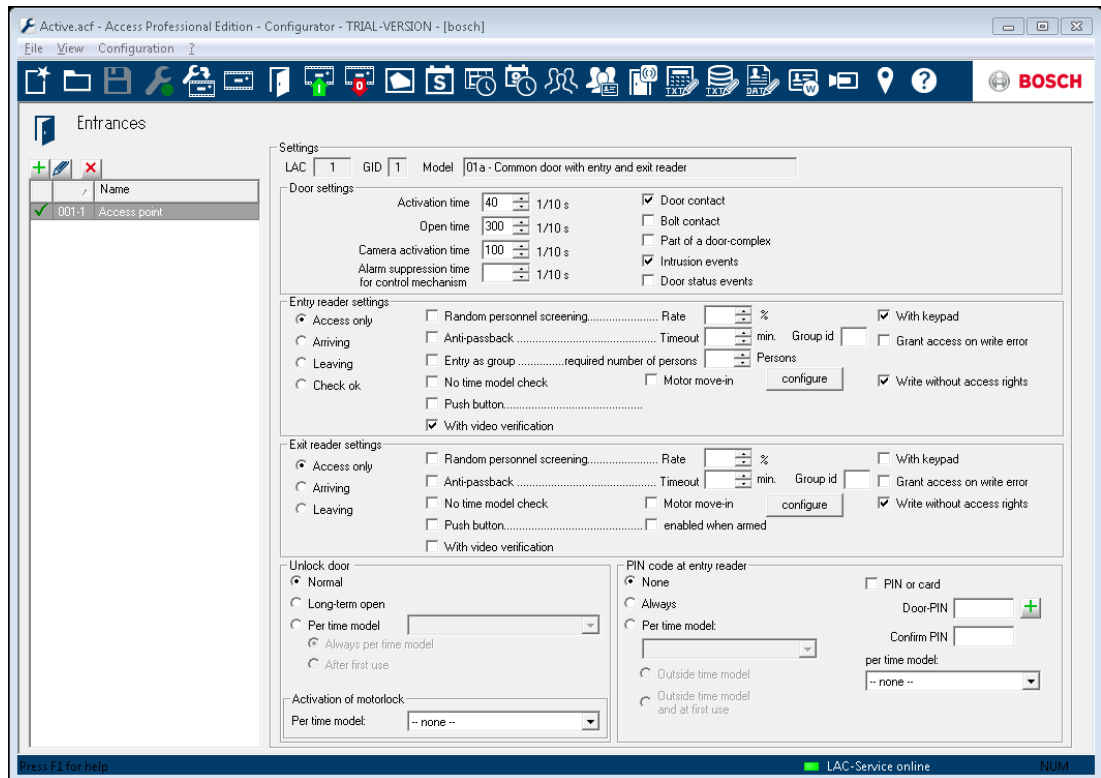 Active.acf - Access Professional Edition - Configurator - TRIAL-VERSION - [bosch]
File View Configuration ?
BOSCH
Entrances
Name
001-1 Access point
Settings
LAC 1 GID 1 Model 01a - Common door with entry and exit reader
Door settings
Activation time 40 1/10 s Door contact
Open time 300 1/10 s Bolt contact
Camera activation time 100 1/10 s Part of a door-complex
Alarm suppression time for control mechanism 1/10 s Intrusion events
Door status events
Entry reader settings
Access only Random personnel screening.................. Rate % With keypad
Arriving Anti-passback .................................. Timeout min. Group id Grant access on write error
Leaving Entry as group ..............required number of persons Persons
Check ok No time model check Motor move-in configure Write without access rights
Push button.........................................
With video verification
Exit reader settings
Access only Random personnel screening.................. Rate % With keypad
Arriving Anti-passback .................................. Timeout min. Group id Grant access on write error
Leaving No time model check Motor move-in configure Write without access rights
Push button......................................... enabled when armed
With video verification
Unlock door
Normal
Long-term open
Per time model
Always per time model
After first use
Activation of motorlock
Per time model: -- none --
PIN code at entry reader
None PIN or card
Always Door-PIN
Per time model: Confirm PIN
per time model:
Outside time model -- none --
Outside time model
and at first use
Press F1 for help LAC-Service online NUM